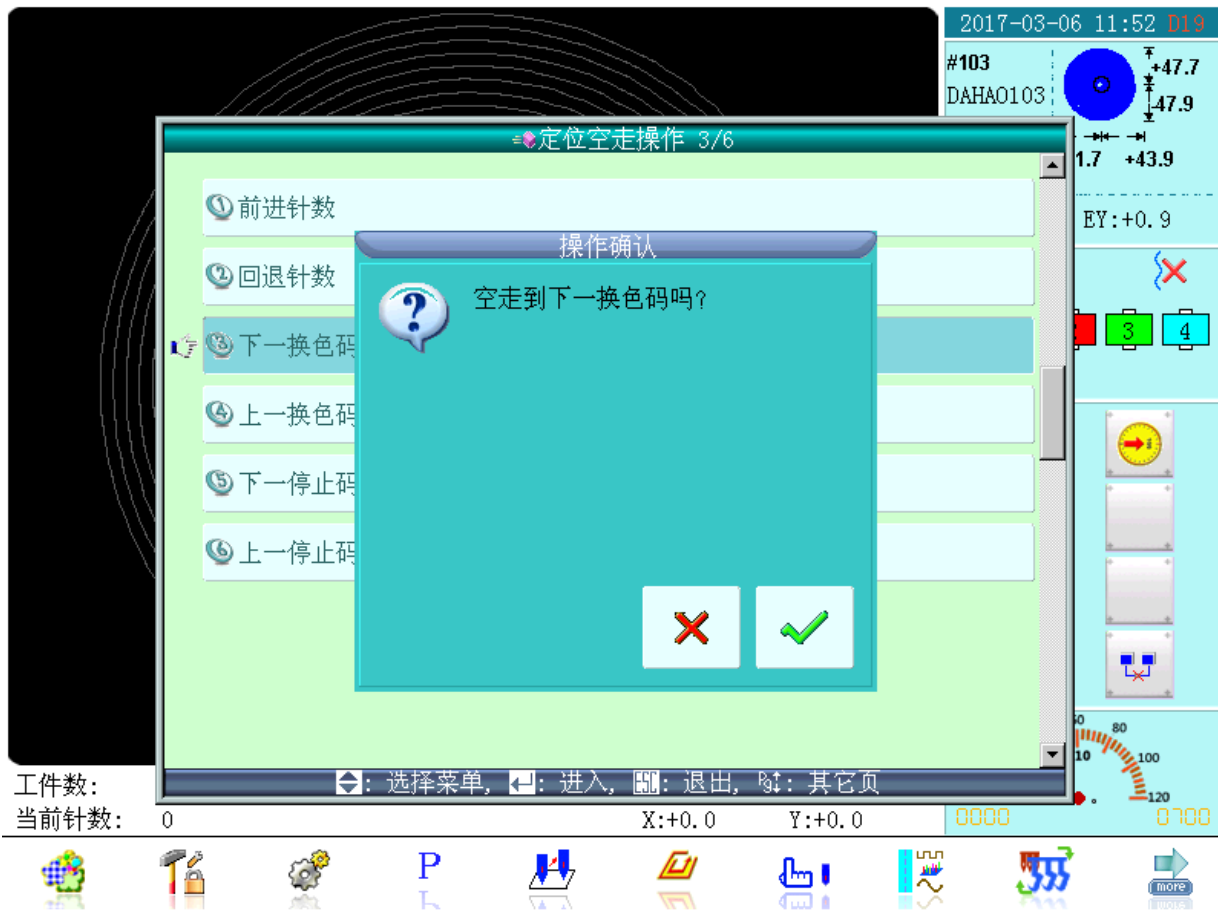 2017-03-06 11:52 D19
#103
DAHAO103
+47.7
-47.9
1.7 +43.9
EY:+0.9
定位空走操作 3/6
① 前进针数
② 回退针数
③ 下一换色码
④ 上一换色码
⑤ 下一停止码
⑥ 上一停止码
操作确认
?
空走到下一换色码吗?
3 4
80
10
100
120
0000 0700
: 选择菜单, : 进入, ESC: 退出, : 其它页
工件数:
当前针数: 0 X:+0.0 Y:+0.0
P
more